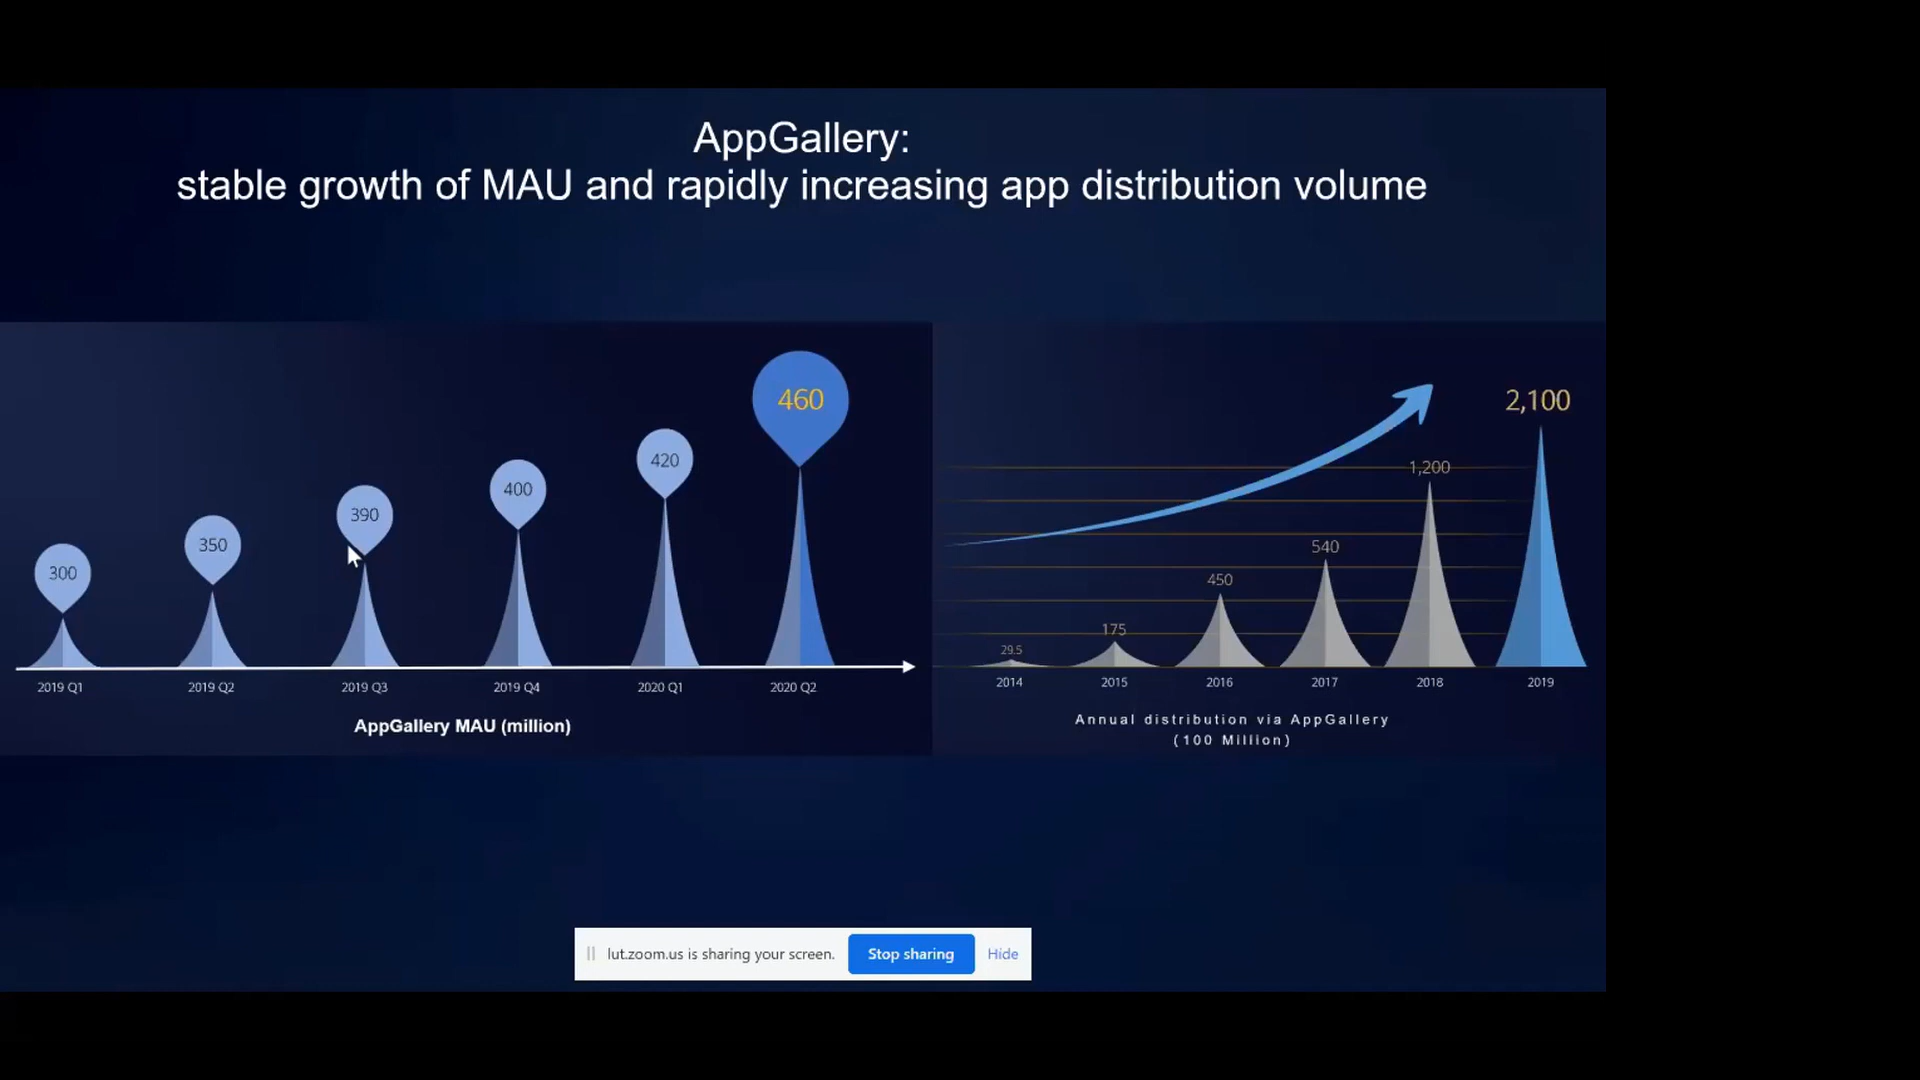 AppGallery:
stable growth of MAU and rapidly increasing app distribution volume
300
350
390
400
420
460
2019 Q1
2019 Q2
2019 Q3
2019 Q4
2020 Q1
2020 Q2
AppGallery MAU (million)
29.5
175
450
540
1,200
2,100
2014
2015
2016
2017
2018
2019
Annual distribution via AppGallery
(100 Million)
lut.zoom.us is sharing your screen.
Stop sharing
Hide